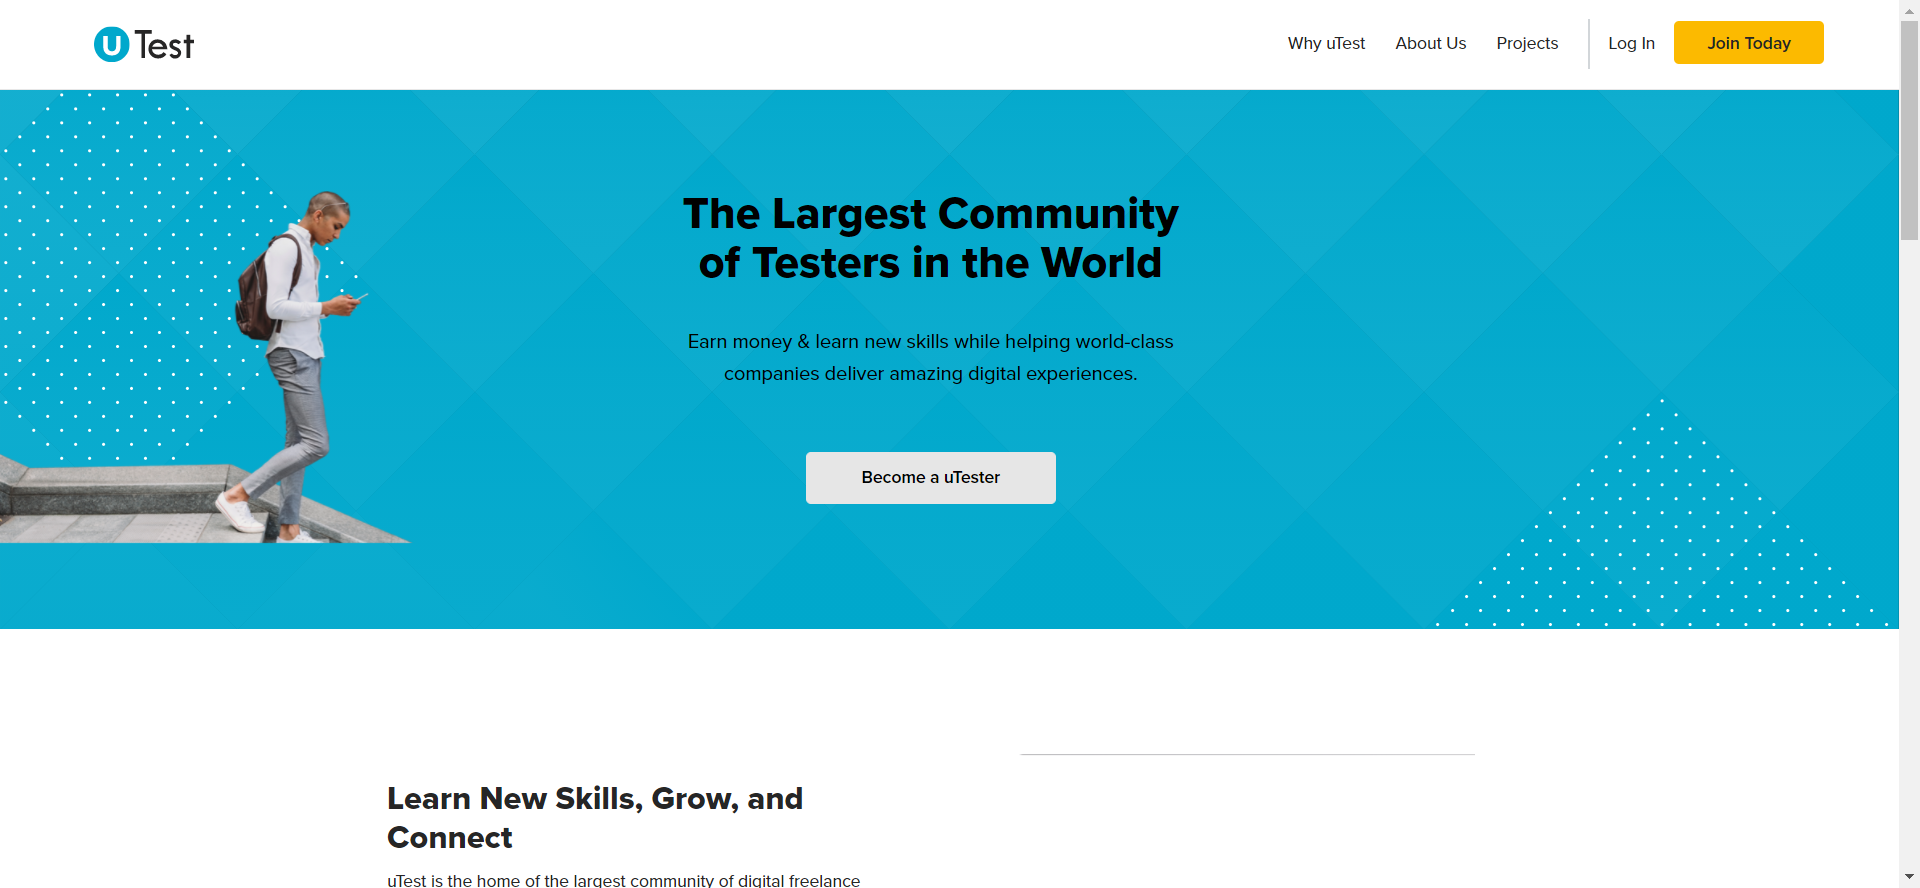 uTest
Why uTest
About Us
Projects
Log In
Join Today
The Largest Community
of Testers in the World
Earn money & learn new skills while helping world-class
companies deliver amazing digital experiences.
Become a uTester
Learn New Skills, Grow, and
Connect
uTest is the home of the largest community of digital freelance